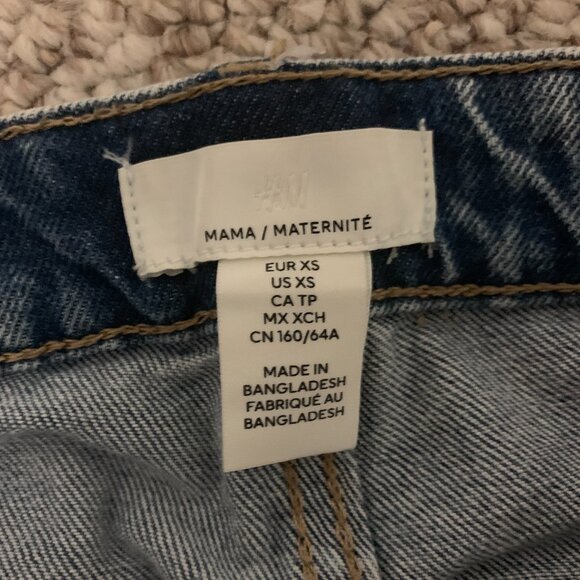 H&M
MAMA / MATERNITÉ
EUR XS
US XS
CA TP
MX XCH
CN 160/64A
MADE IN
BANGLADESH
FABRIQUÉ AU
BANGLADESH